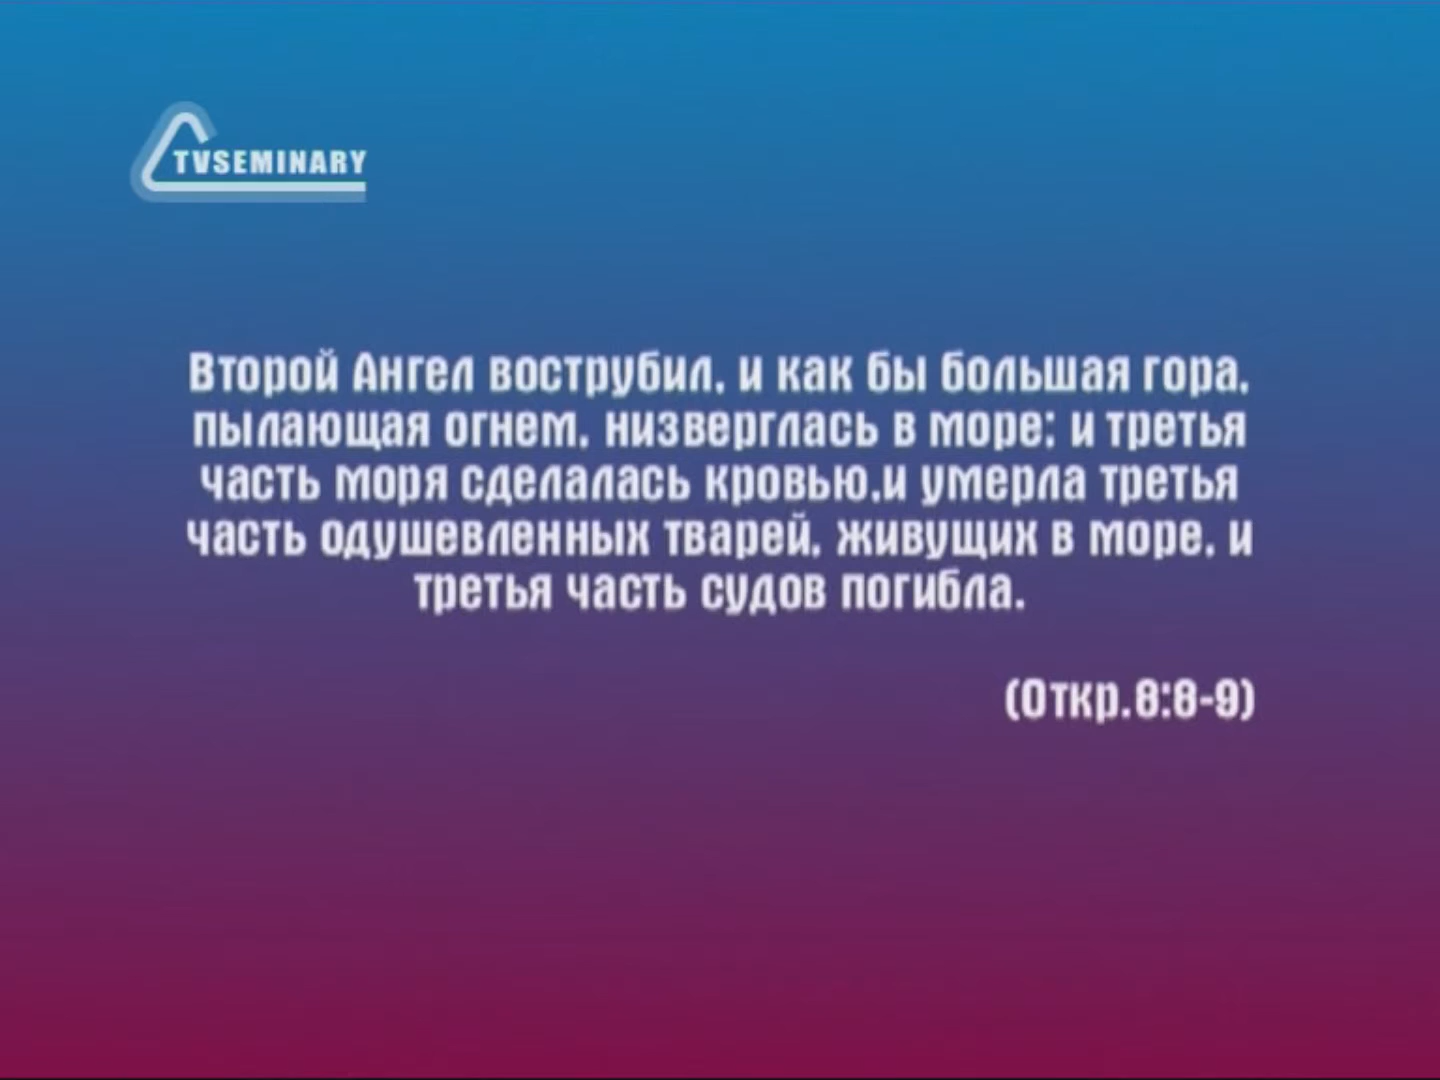 TVSEMINARY
Второй Ангел вострубил, и как бы большая гора,
пылающая огнем, низверглась в море; и третья
часть моря сделалась кровью,и умерла третья
часть одушевленных тварей, живущих в море, и
третья часть судов погибла.
(Откр.8:8-9)